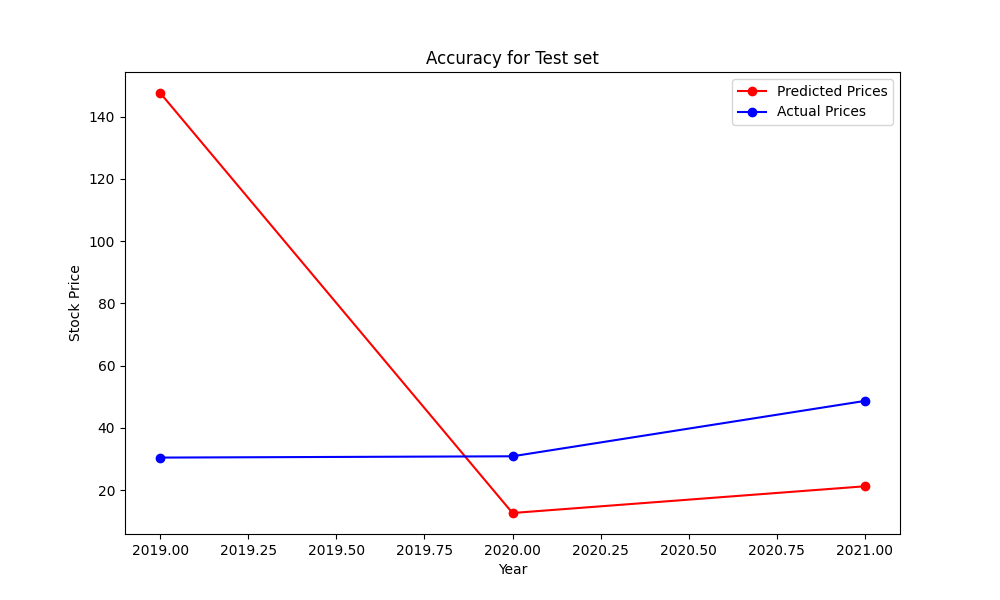 Accuracy for Test set
Predicted Prices
Actual Prices
140
120
100
80
60
40
20
Stock Price
2019.00 2019.25 2019.50 2019.75 2020.00 2020.25 2020.50 2020.75 2021.00
Year